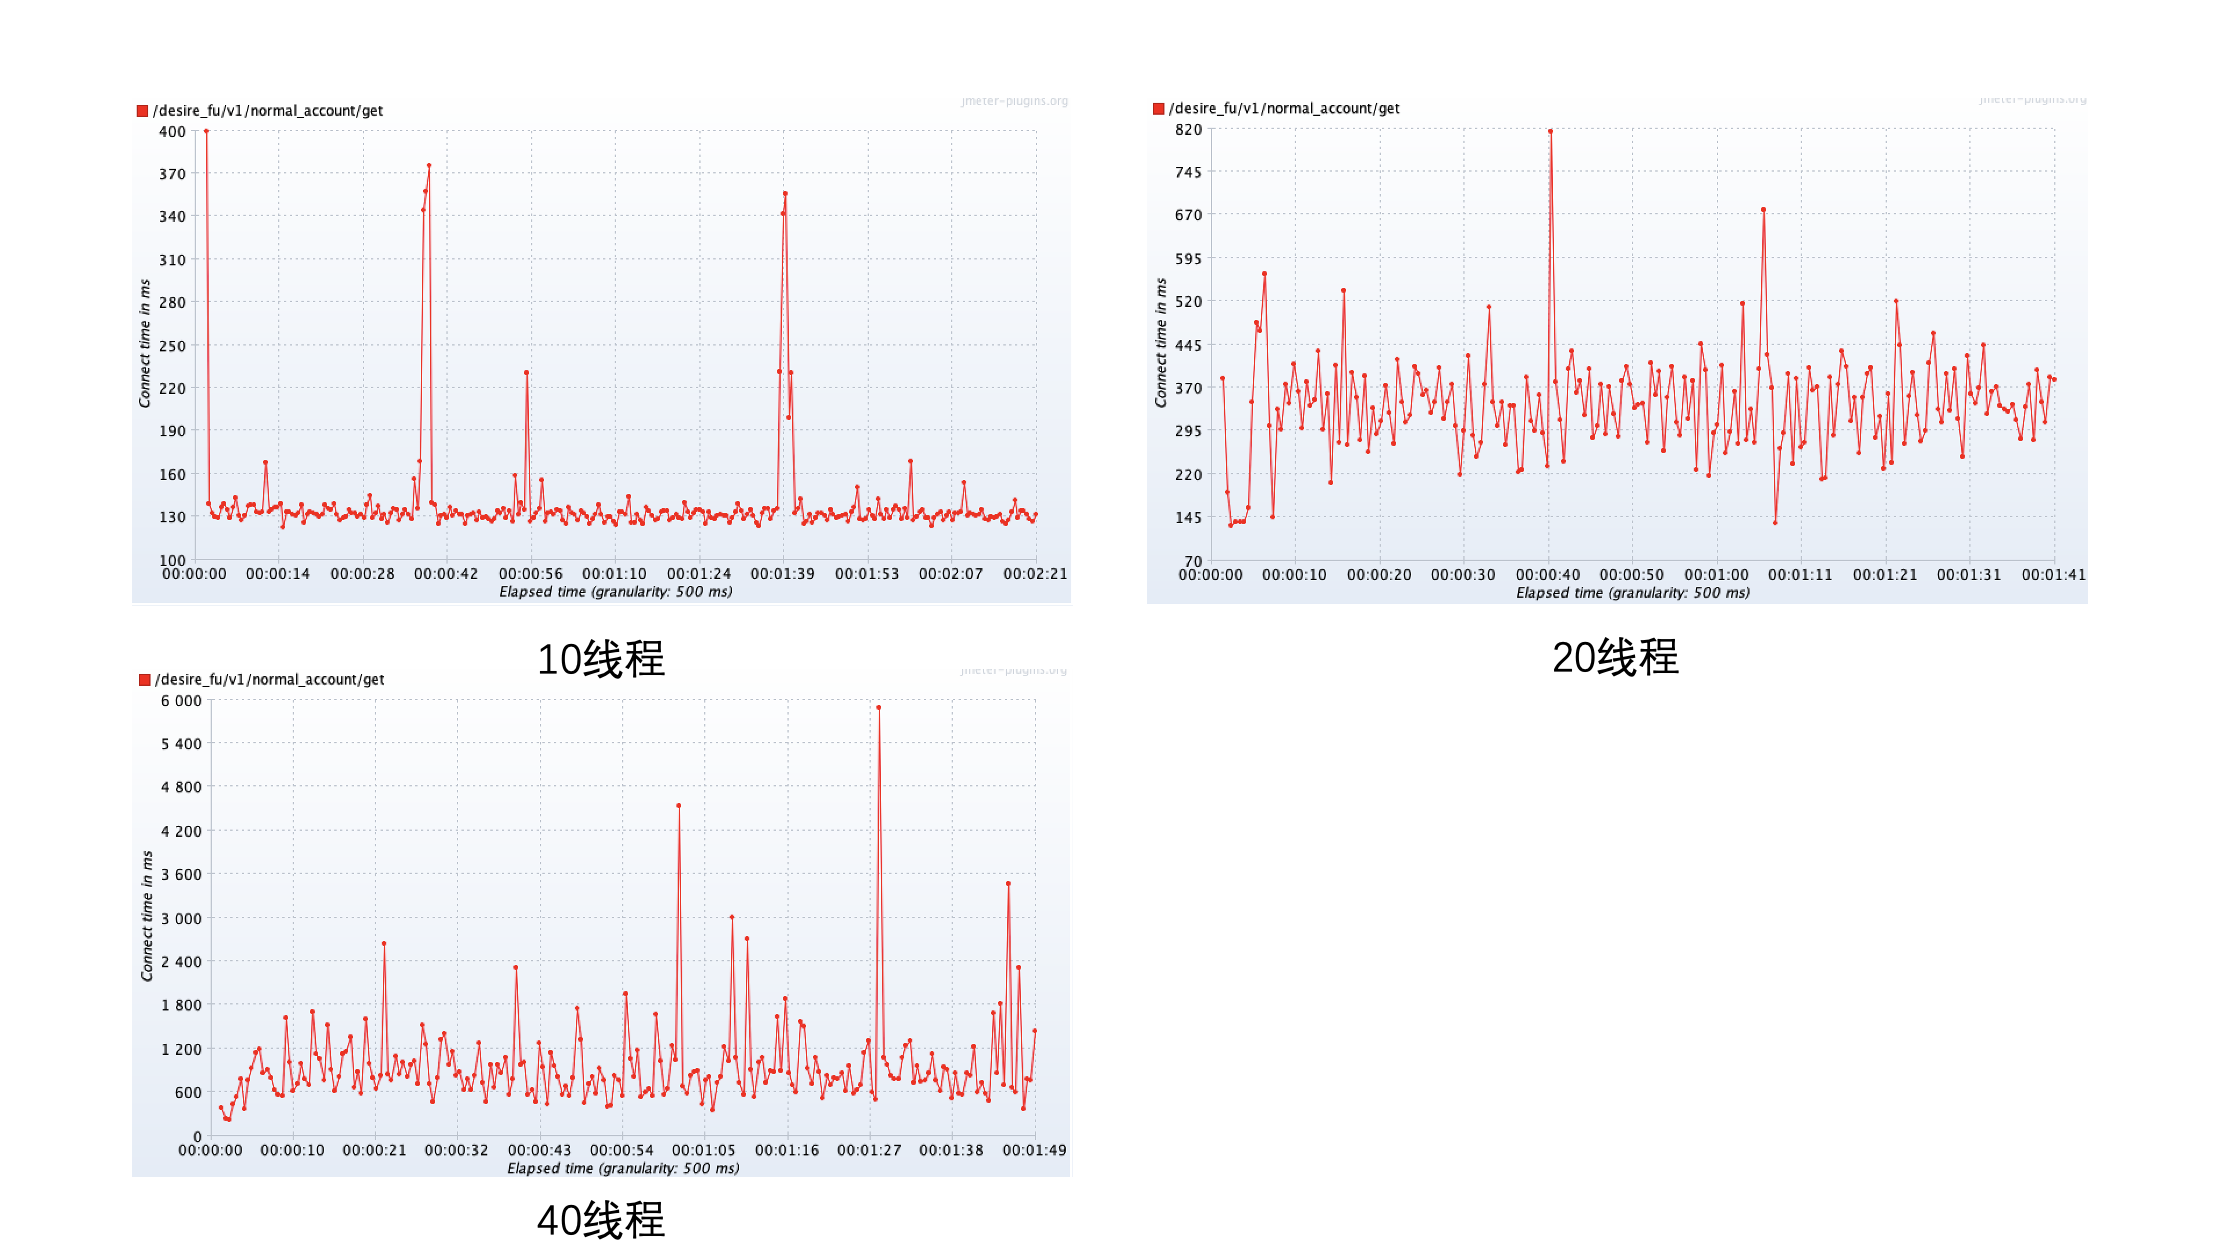 jmeter-plugins.org
/desire_fu/v1/normal_account/get
400
370
340
310
280
250
220
190
160
130
100
Connect time in ms
00:00:00 00:00:14 00:00:28 00:00:42 00:00:56 00:01:10 00:01:24 00:01:39 00:01:53 00:02:07 00:02:21
Elapsed time (granularity: 500 ms)
10线程
jmeter-plugins.org
/desire_fu/v1/normal_account/get
820
745
670
595
520
445
370
295
220
145
70
Connect time in ms
00:00:00 00:00:10 00:00:20 00:00:30 00:00:40 00:00:50 00:01:00 00:01:11 00:01:21 00:01:31 00:01:41
Elapsed time (granularity: 500 ms)
20线程
jmeter-plugins.org
/desire_fu/v1/normal_account/get
6 000
5 400
4 800
4 200
3 600
3 000
2 400
1 800
1 200
600
0
Connect time in ms
00:00:00 00:00:10 00:00:21 00:00:32 00:00:43 00:00:54 00:01:05 00:01:16 00:01:27 00:01:38 00:01:49
Elapsed time (granularity: 500 ms)
40线程